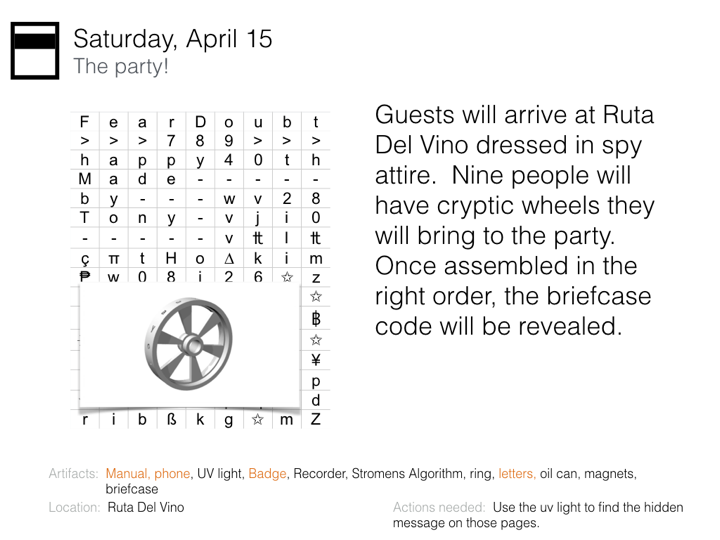 Saturday, April 15
The party!
F e a r D o u b t
> > > 7 8 9 > > >
h a p p y 4 0 t h
M a d e - - - - -
b y - - - w v 2 8
T o n y - v j i 0
- - - - - v ₶ l ₶
ç π t H o ∆ k i m
₱ w 0 8 i 2 6 ☆ z
☆
฿
☆
¥
p
d
r i b ß k g ☆ m Z
Guests will arrive at Ruta
Del Vino dressed in spy
attire. Nine people will
have cryptic wheels they
will bring to the party.
Once assembled in the
right order, the briefcase
code will be revealed.
Artifacts: Manual, phone, UV light, Badge, Recorder, Stromens Algorithm, ring, letters, oil can, magnets,
briefcase
Location: Ruta Del Vino
Actions needed: Use the uv light to find the hidden
message on those pages.